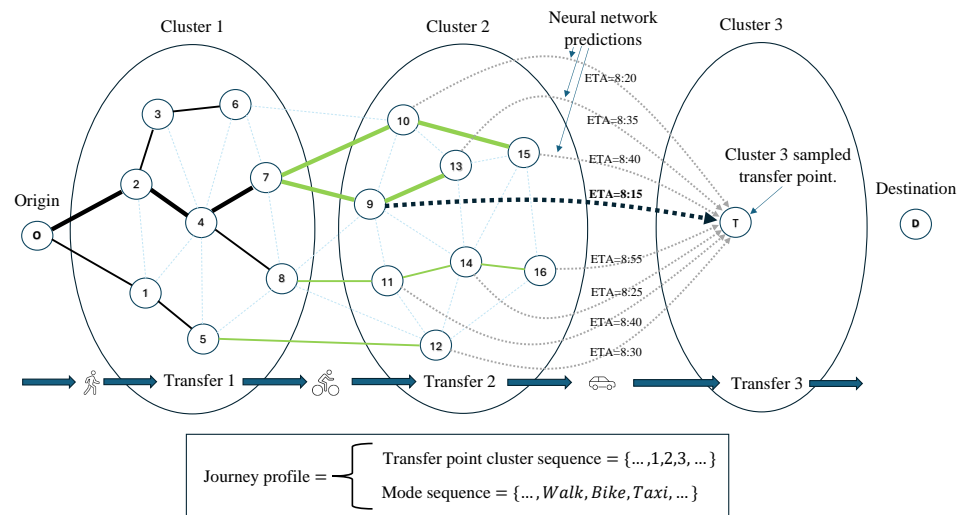 Cluster 1
Cluster 2
Neural network
predictions
Cluster 3
ETA=8:20
ETA=8:35
ETA=8:40
ETA=8:15
ETA=8:55
ETA=8:25
ETA=8:40
ETA=8:30
Cluster 3 sampled
transfer point.
Origin
Destination
O
1
2
3
4
5
6
7
8
9
10
11
12
13
14
15
16
T
D
Transfer 1
Transfer 2
Transfer 3
Journey profile =
Transfer point cluster sequence = {... ,1,2,3, ...}
Mode sequence = {..., Walk, Bike, Taxi, ...}